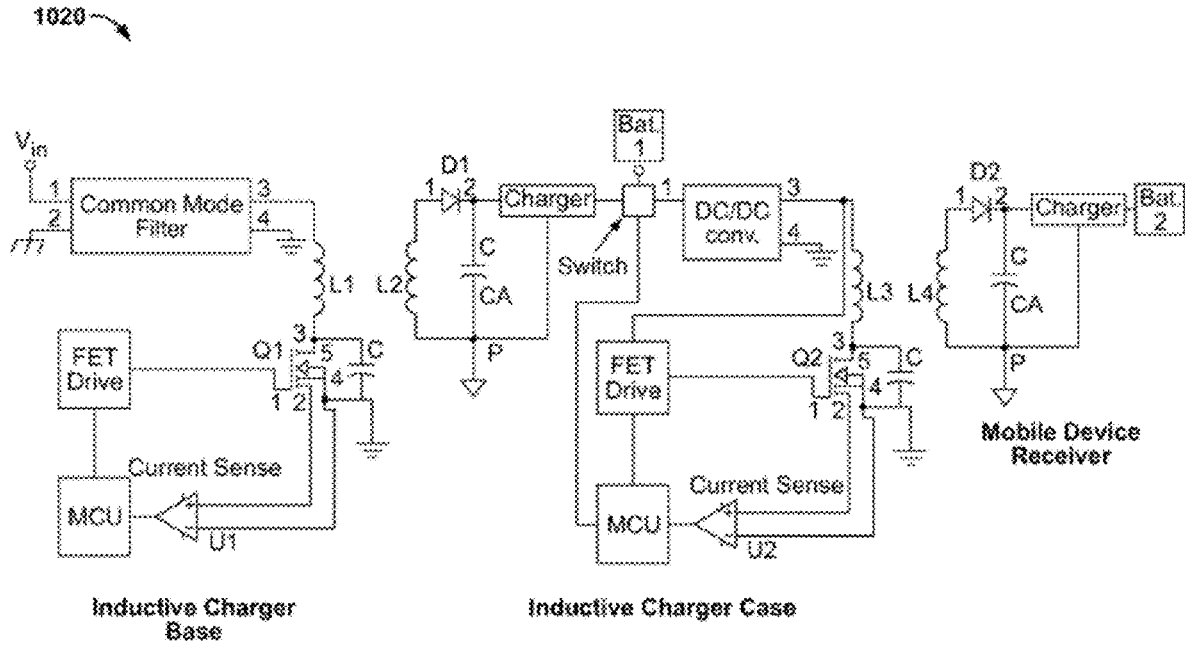 1020
Vin
1
2
Common Mode
Filter
3
4
L1
L2
1
D1
2
Charger
C
CA
P
Bat.
1
Switch
1
DC/DC
conv.
3
4
L3
L4
1
D2
2
Charger
Bat.
2
C
CA
P
FET
Drive
Q1
3
5
4
1
2
C
FET
Drive
Q2
3
5
4
1
2
C
Mobile Device
Receiver
Current Sense
MCU
U1
Current Sense
MCU
U2
Inductive Charger
Base
Inductive Charger Case